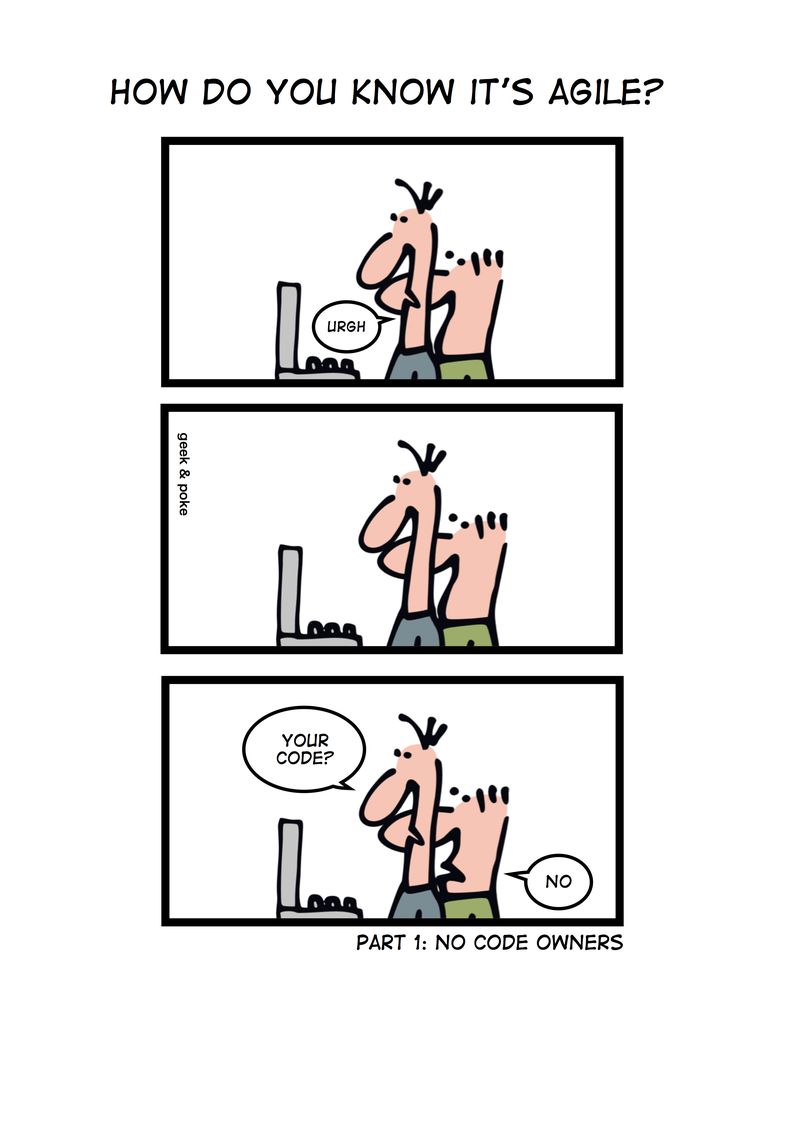 HOW DO YOU KNOW IT'S AGILE?
URGH
geek & poke
YOUR
CODE?
NO
PART 1: NO CODE OWNERS